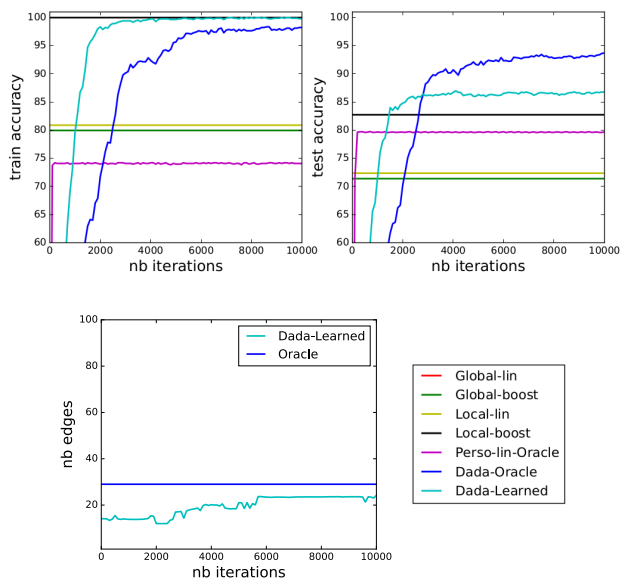 100
95
90
85
80
75
70
65
60
train accuracy
0 2000 4000 6000 8000 10000
nb iterations
100
95
90
85
80
75
70
65
60
test accuracy
0 2000 4000 6000 8000 10000
nb iterations
100
80
60
40
20
nb edges
0 2000 4000 6000 8000 10000
nb iterations
Dada-Learned
Oracle
Global-lin
Global-boost
Local-lin
Local-boost
Perso-lin-Oracle
Dada-Oracle
Dada-Learned